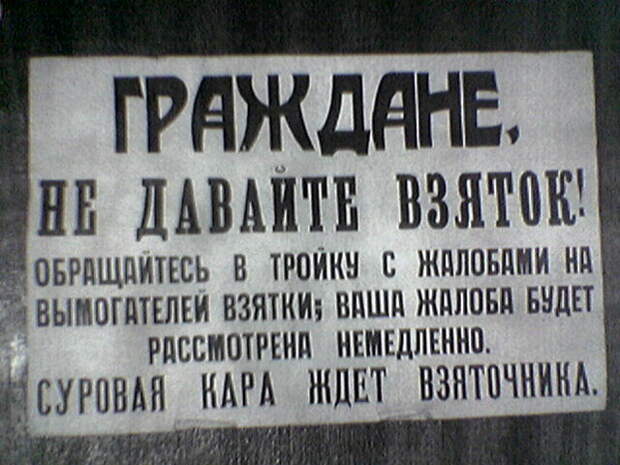 ГРАЖДАНЕ,
НЕ ДАВАЙТЕ ВЗЯТОК!
ОБРАЩАЙТЕСЬ В ТРОЙКУ С ЖАЛОБАМИ НА
ВЫМОГАТЕЛЕЙ ВЗЯТКИ; ВАША ЖАЛОБА БУДЕТ
РАССМОТРЕНА НЕМЕДЛЕННО.
СУРОВАЯ КАРА ЖДЕТ ВЗЯТОЧНИКА.